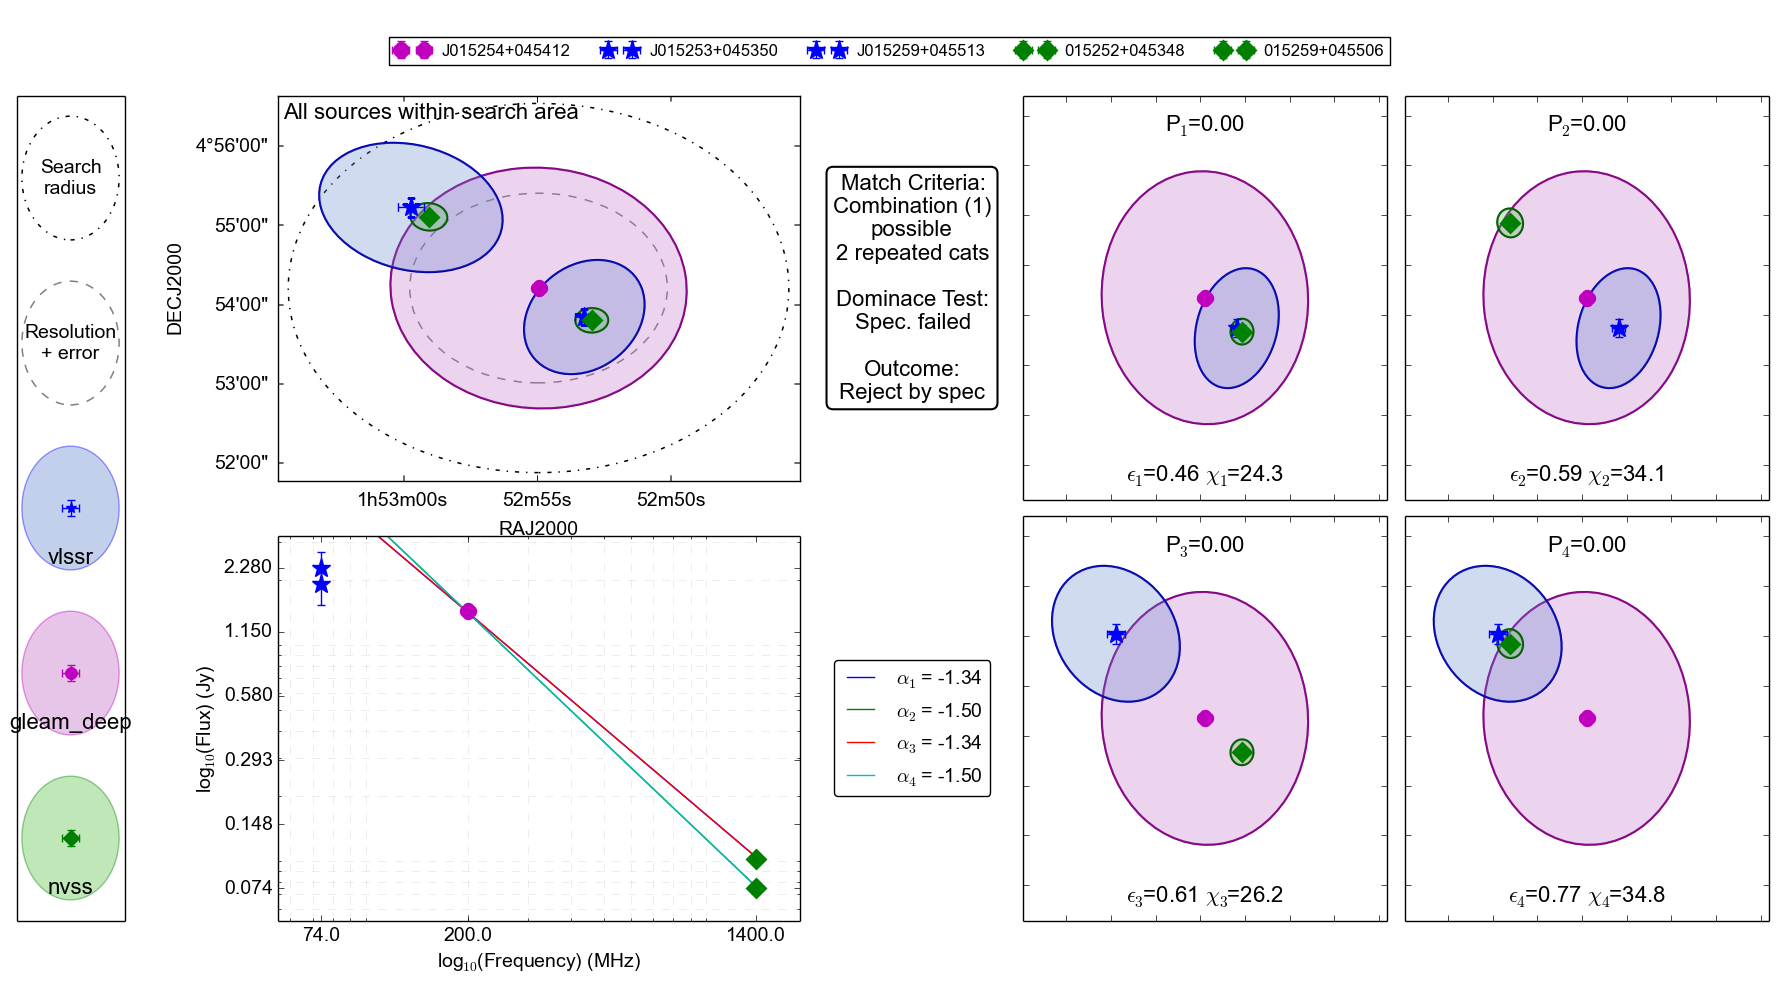 J015254+045412 J015253+045350 J015259+045513 015252+045348 015259+045506
Search
radius
Resolution
+ error
vlssr
gleam_deep
nvss
All sources within search area
4°56'00"
55'00"
54'00"
53'00"
52'00"
DECJ2000
1h53m00s 52m55s 52m50s
RAJ2000
Match Criteria:
Combination (1)
possible
2 repeated cats
Dominace Test:
Spec. failed
Outcome:
Reject by spec
2.280
1.150
0.580
0.293
0.148
0.074
log10(Flux) (Jy)
74.0 200.0 1400.0
log10(Frequency) (MHz)
α1 = -1.34
α2 = -1.50
α3 = -1.34
α4 = -1.50
P1=0.00
ϵ1=0.46 χ1=24.3
P2=0.00
ϵ2=0.59 χ2=34.1
P3=0.00
ϵ3=0.61 χ3=26.2
P4=0.00
ϵ4=0.77 χ4=34.8